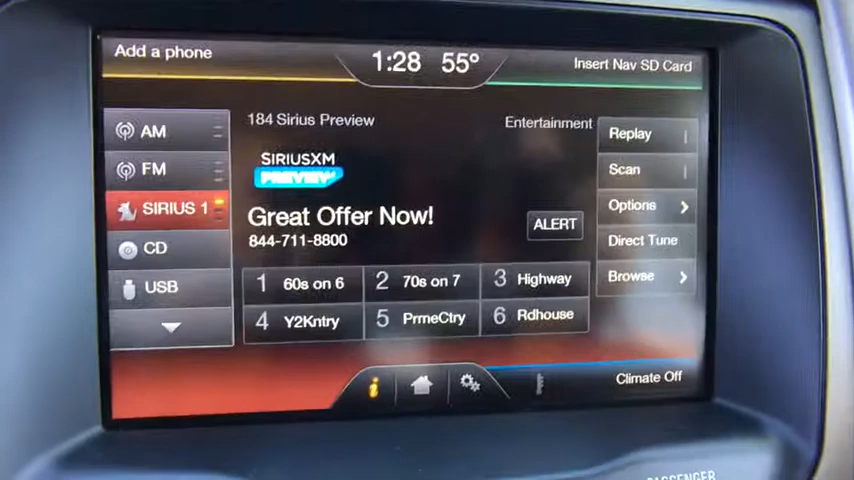 Add a phone
1:28 55º
Insert Nav SD Card
184 Sirius Preview
Entertainment
SIRIUSXM
PREVIEW
Great Offer Now!
844-711-8800
ALERT
AM
FM
SIRIUS 1
CD
USB
1 60s on 6
2 70s on 7
3 Highway
4 Y2Kntry
5 PrmeCtry
6 Rdhouse
Replay
Scan
Options
Direct Tune
Browse
i
Climate Off
PASSENGER